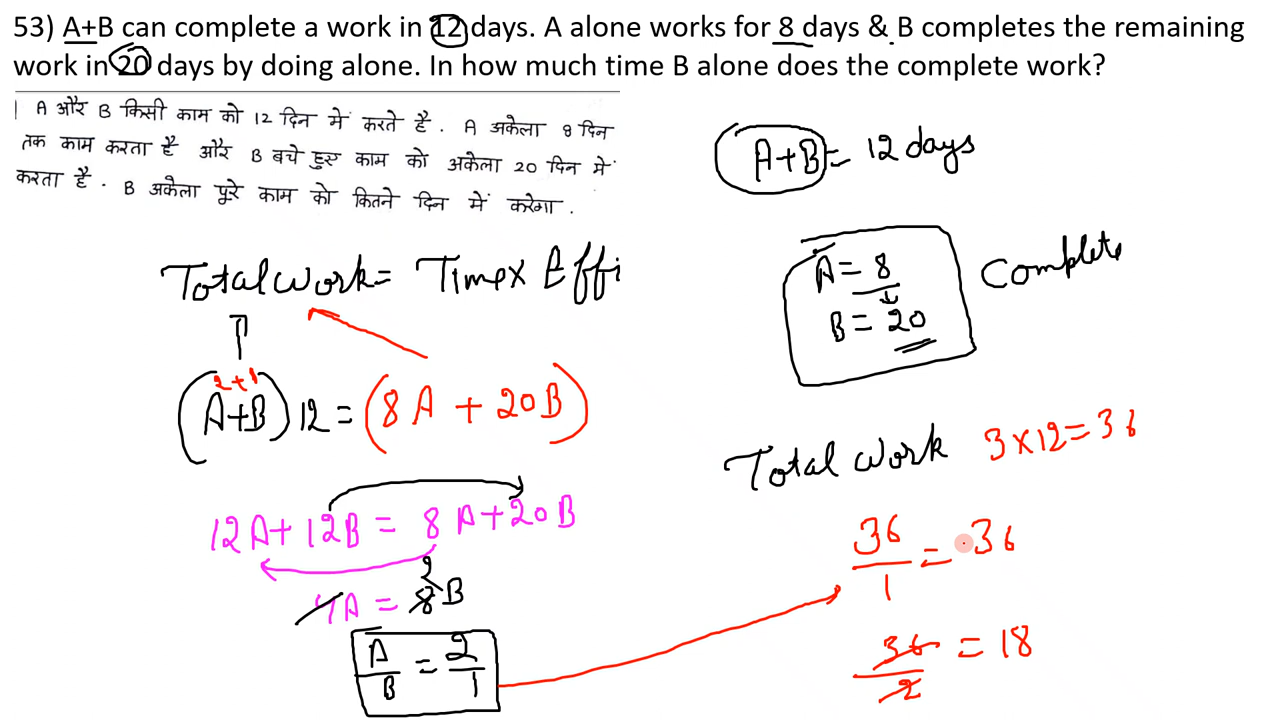 53) A+B can complete a work in 12 days. A alone works for 8 days & B completes the remaining
work in 20 days by doing alone. In how much time B alone does the complete work?
A और B किसी काम को 12 दिन में करते है. A अकेला 8 दिन
तक काम करता है और B बचे हुए काम को अकेला 20 दिन में
करता है. B अकेला पूरे काम को कितने दिन में करेगा.
A+B = 12 days
A = 8
B = 20
Complete
Total work = Time x Effi
2+1
(A+B) 12 = (8A + 20B)
Total work 3×12=36
12A+12B = 8A+20B
36/1 = 36
2
4A = 8B
A/B = 2/1
36/2 = 18